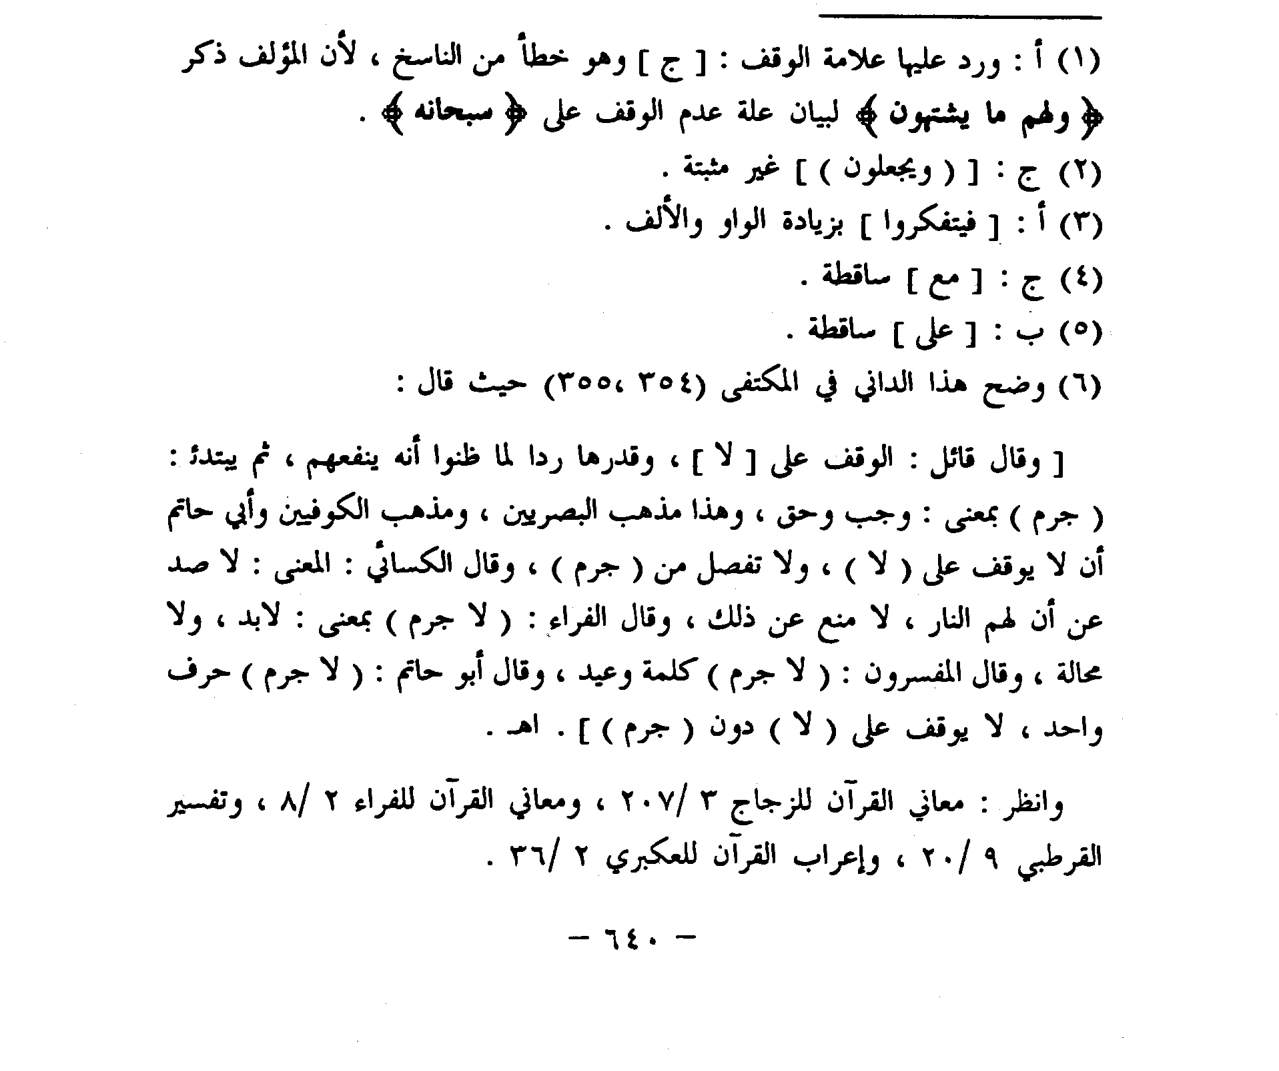 (١) أ : ورد عليها علامة الوقف : [ ج ] وهو خطأ من الناسخ ، لأن المؤلف ذكر
﴿ ولهم ما يشتهون ﴾ لبيان علة عدم الوقف على ﴿ سبحانه ﴾ .
(٢) ج : [ ( ويجعلون ) ] غير مثبتة .
(٣) أ : [ فيتفكروا ] بزيادة الواو والألف .
(٤) ج : [ مع ] ساقطة .
(٥) ب : [ على ] ساقطة .
(٦) وضح هذا الداني في المكتفى (٣٥٤ ،٣٥٥) حيث قال :
[ وقال قائل : الوقف على [ لا ] ، وقدرها ردا لما ظنوا أنه ينفعهم ، ثم يبتدئ :
( جرم ) بمعنى : وجب وحق ، وهذا مذهب البصريين ، ومذهب الكوفيين وأبي حاتم
أن لا يوقف على ( لا ) ، ولا تفصل من ( جرم ) ، وقال الكسائي : المعنى : لا صد
عن أن لهم النار ، لا منع عن ذلك ، وقال الفراء : ( لا جرم ) بمعنى : لابد ، ولا
محالة ، وقال المفسرون : ( لا جرم ) كلمة وعيد ، وقال أبو حاتم : ( لا جرم ) حرف
واحد ، لا يوقف على ( لا ) دون ( جرم ) ] . اهـ .
وانظر : معاني القرآن للزجاج ٣ /٢٠٧ ، ومعاني القرآن للفراء ٢ /٨ ، وتفسير
القرطبي ٩ /٢٠ ، وإعراب القرآن للعكبري ٢ /٣٦ .
– ٦٤٠ –